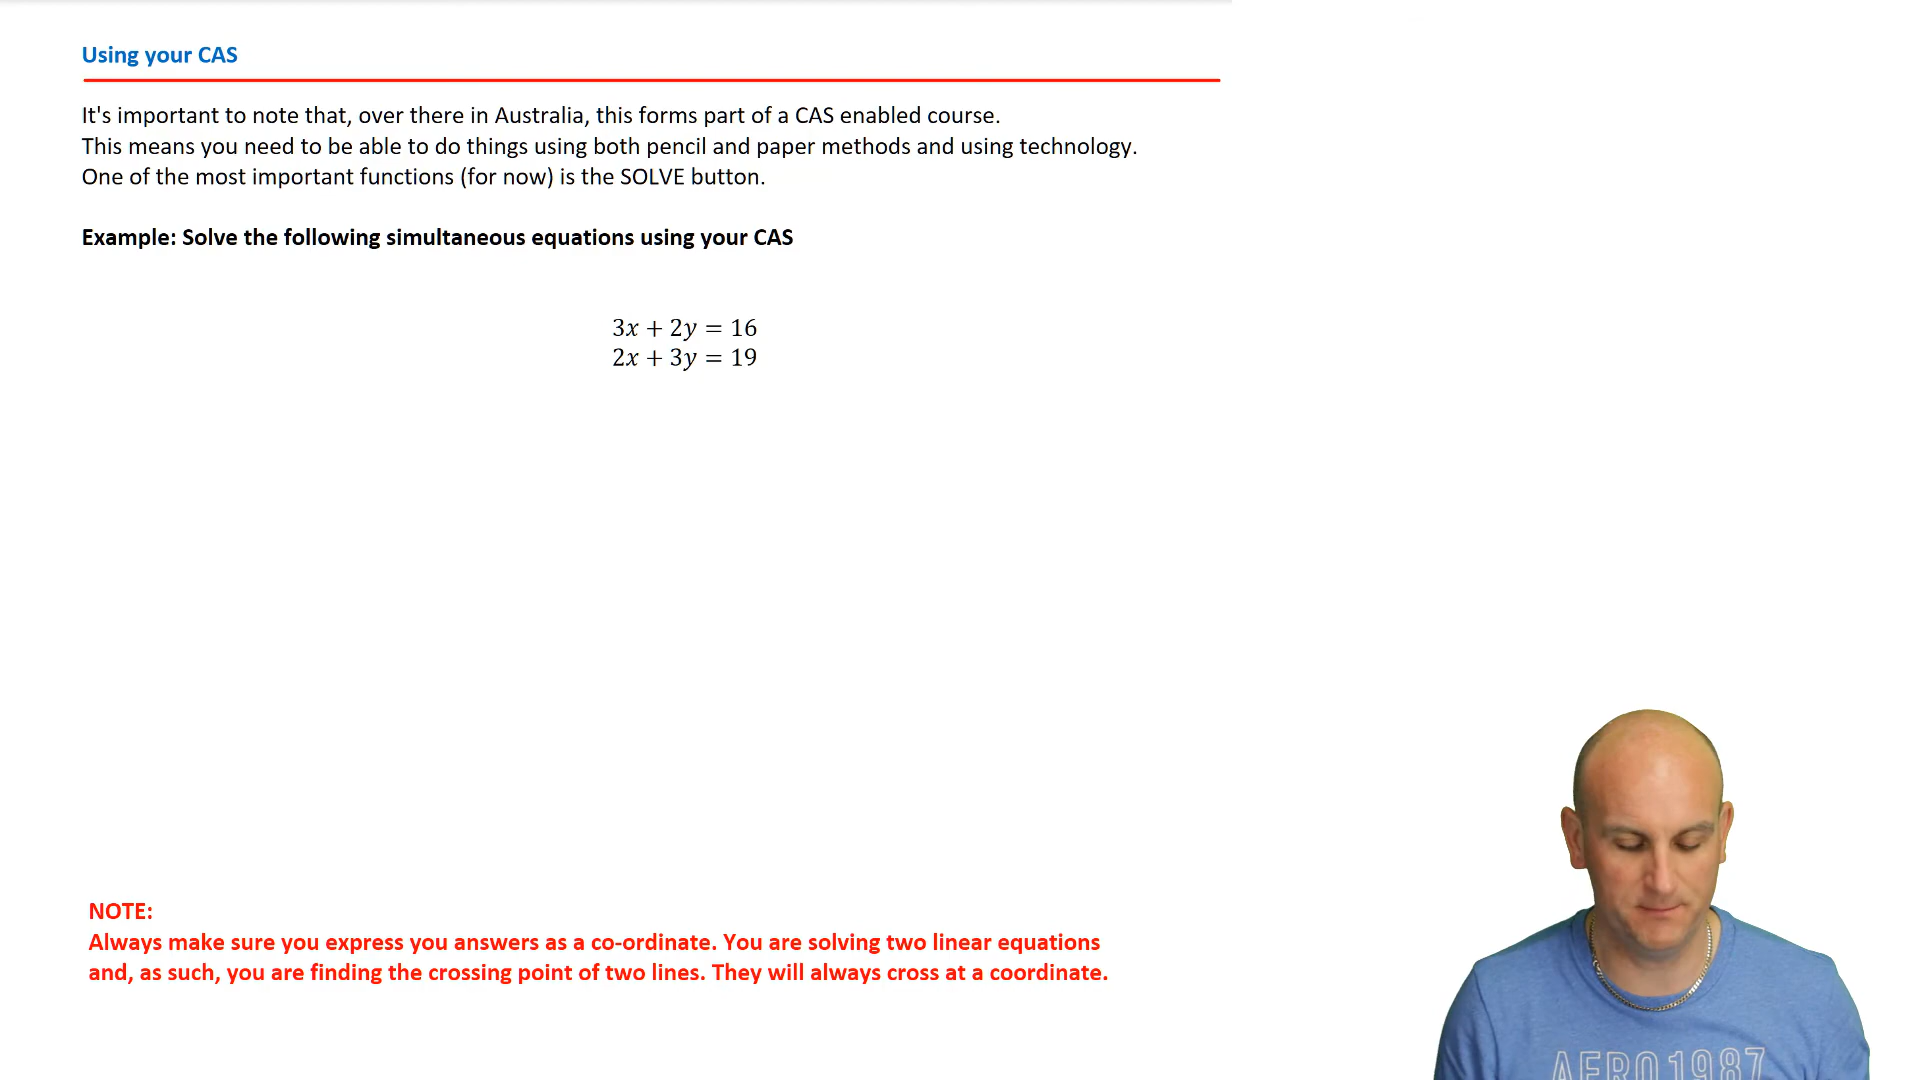 Using your CAS
It's important to note that, over there in Australia, this forms part of a CAS enabled course.
This means you need to be able to do things using both pencil and paper methods and using technology.
One of the most important functions (for now) is the SOLVE button.
Example: Solve the following simultaneous equations using your CAS
3x + 2y = 16
2x + 3y = 19
NOTE:
Always make sure you express you answers as a co-ordinate. You are solving two linear equations
and, as such, you are finding the crossing point of two lines. They will always cross at a coordinate.
AERO 1987